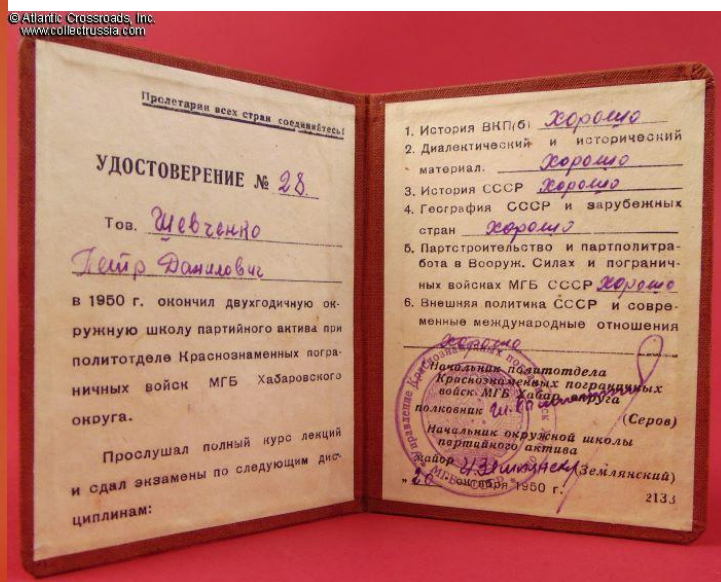 © Atlantic Crossroads, Inc.
www.collectrussia.com
Пролетарии всех стран соединяйтесь!
УДОСТОВЕРЕНИЕ № 28.
Тов. Шевченко
Петр Данилович
в 1950 г. окончил двухгодичную ок-
ружную школу партийного актива при
политотделе Краснознаменных погра-
ничных войск МГБ Хабаровского
округа.
Прослушал полный курс лекций
и сдал экзамены по следующим дис-
циплинам:
1. История ВКП(б) Хорошо
2. Диалектический и исторический
материал. Хорошо
3. История СССР Хорошо
4. География СССР и зарубежных
стран Хорошо
5. Партстроительство и партполитра-
бота в Вооруж. Силах и погранич-
ных войсках МГБ СССР Хорошо
6. Внешняя политика СССР и совре-
менные международные отношения
Хорошо
Начальник политотдела
Краснознаменных пограничных
войск МГБ Хабар. округа
полковник (Серов)
Начальник окружной школы
партийного актива
майор (Землянский)
„20 1950 г.
2133